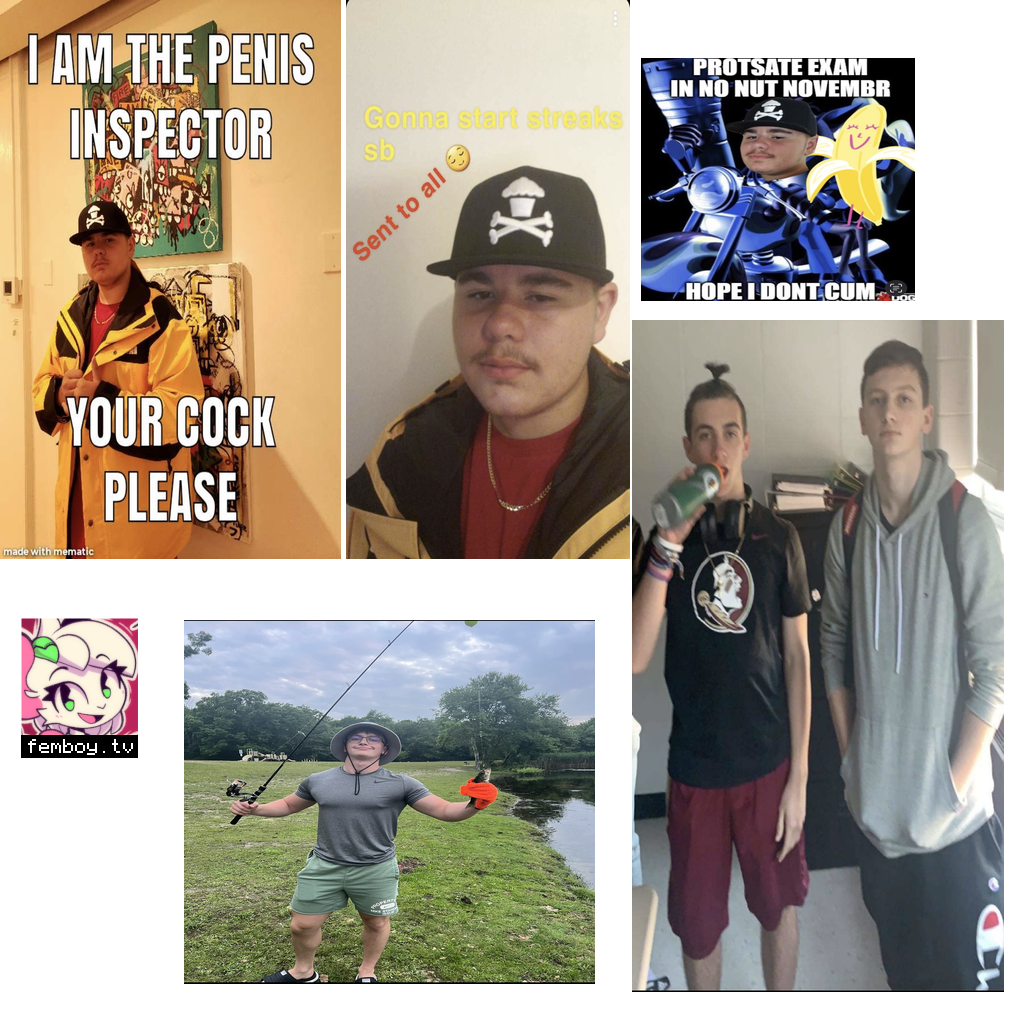 I AM THE PENIS
INSPECTOR
YOUR COCK
PLEASE
made with mematic
Gonna start streaks
sb
Sent to all
PROTSATE EXAM
IN NO NUT NOVEMBR
HOPE I DONT CUM
femboy.tv